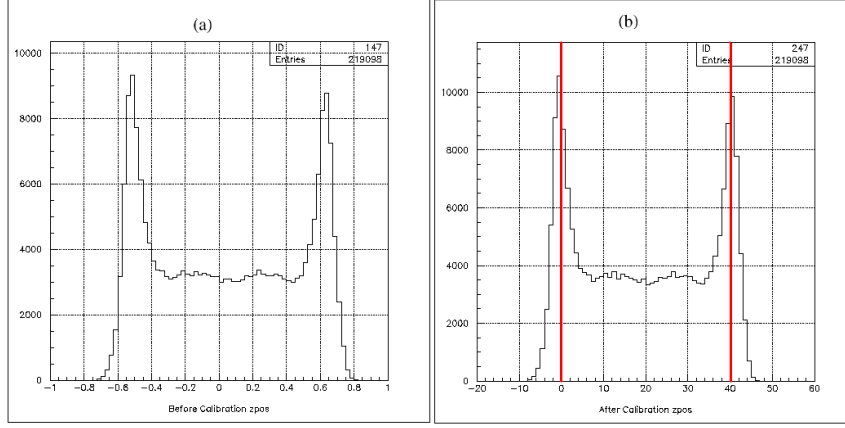 (a)
ID 147
Entries 219098
10000
8000
6000
4000
2000
0
−1 −0.8 −0.6 −0.4 −0.2 0 0.2 0.4 0.6 0.8 1
Before Calibration zpos
(b)
ID 247
Entries 219098
10000
8000
6000
4000
2000
0
−20 −10 0 10 20 30 40 50 60
After Calibration zpos